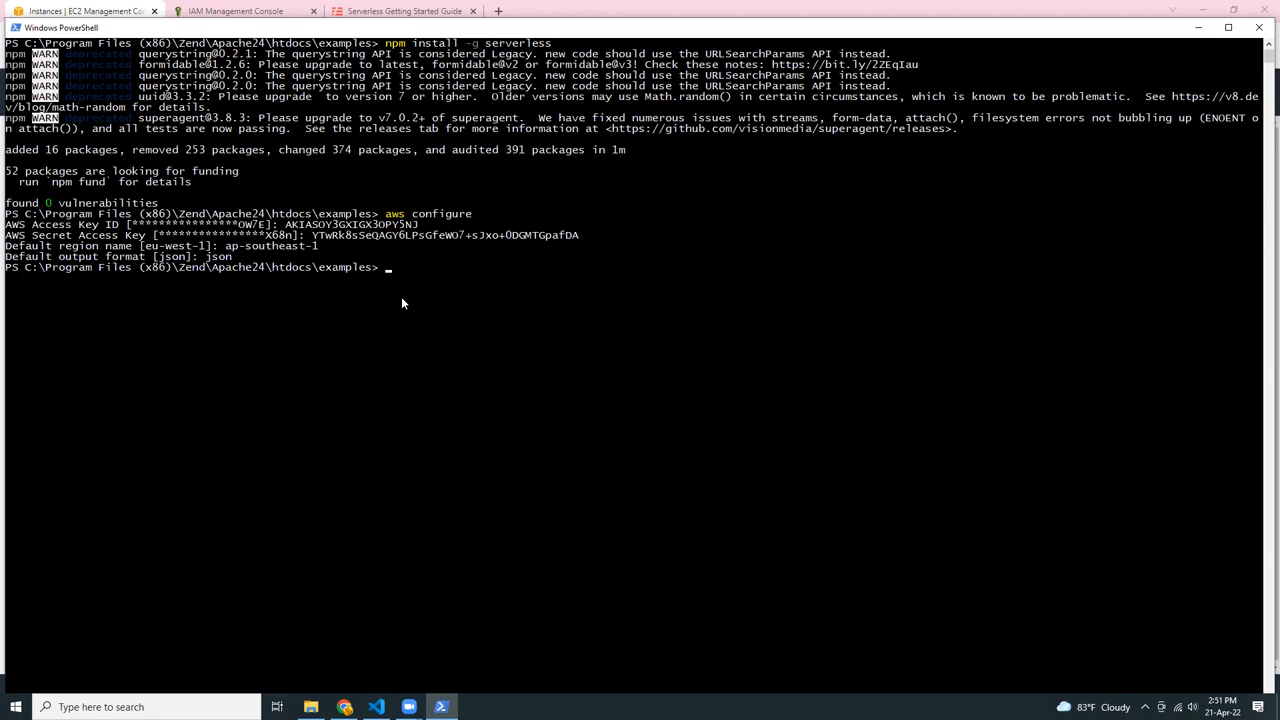 Instances | EC2 Management Con
IAM Management Console
Serverless Getting Started Guide
Windows PowerShell
PS C:\Program Files (x86)\Zend\Apache24\htdocs\examples> npm install -g serverless
npm WARN deprecated querystring@0.2.1: The querystring API is considered Legacy. new code should use the URLSearchParams API instead.
npm WARN deprecated formidable@1.2.6: Please upgrade to latest, formidable@v2 or formidable@v3! Check these notes: https://bit.ly/2ZEqIau
npm WARN deprecated querystring@0.2.0: The querystring API is considered Legacy. new code should use the URLSearchParams API instead.
npm WARN deprecated querystring@0.2.0: The querystring API is considered Legacy. new code should use the URLSearchParams API instead.
npm WARN deprecated uuid@3.3.2: Please upgrade  to version 7 or higher.  Older versions may use Math.random() in certain circumstances, which is known to be problematic.  See https://v8.de
v/blog/math-random for details.
npm WARN deprecated superagent@3.8.3: Please upgrade to v7.0.2+ of superagent.  We have fixed numerous issues with streams, form-data, attach(), filesystem errors not bubbling up (ENOENT o
n attach()), and all tests are now passing.  See the releases tab for more information at <https://github.com/visionmedia/superagent/releases>.
added 16 packages, removed 253 packages, changed 374 packages, and audited 391 packages in 1m
52 packages are looking for funding
run `npm fund` for details
found 0 vulnerabilities
PS C:\Program Files (x86)\Zend\Apache24\htdocs\examples> aws configure
AWS Access Key ID [****************OW7E]:
AWS Secret Access Key [****************X68n]:
Default region name [eu-west-1]: ap-southeast-1
Default output format [json]: json
PS C:\Program Files (x86)\Zend\Apache24\htdocs\examples>
Type here to search
83°F Cloudy
2:51 PM
21-Apr-22